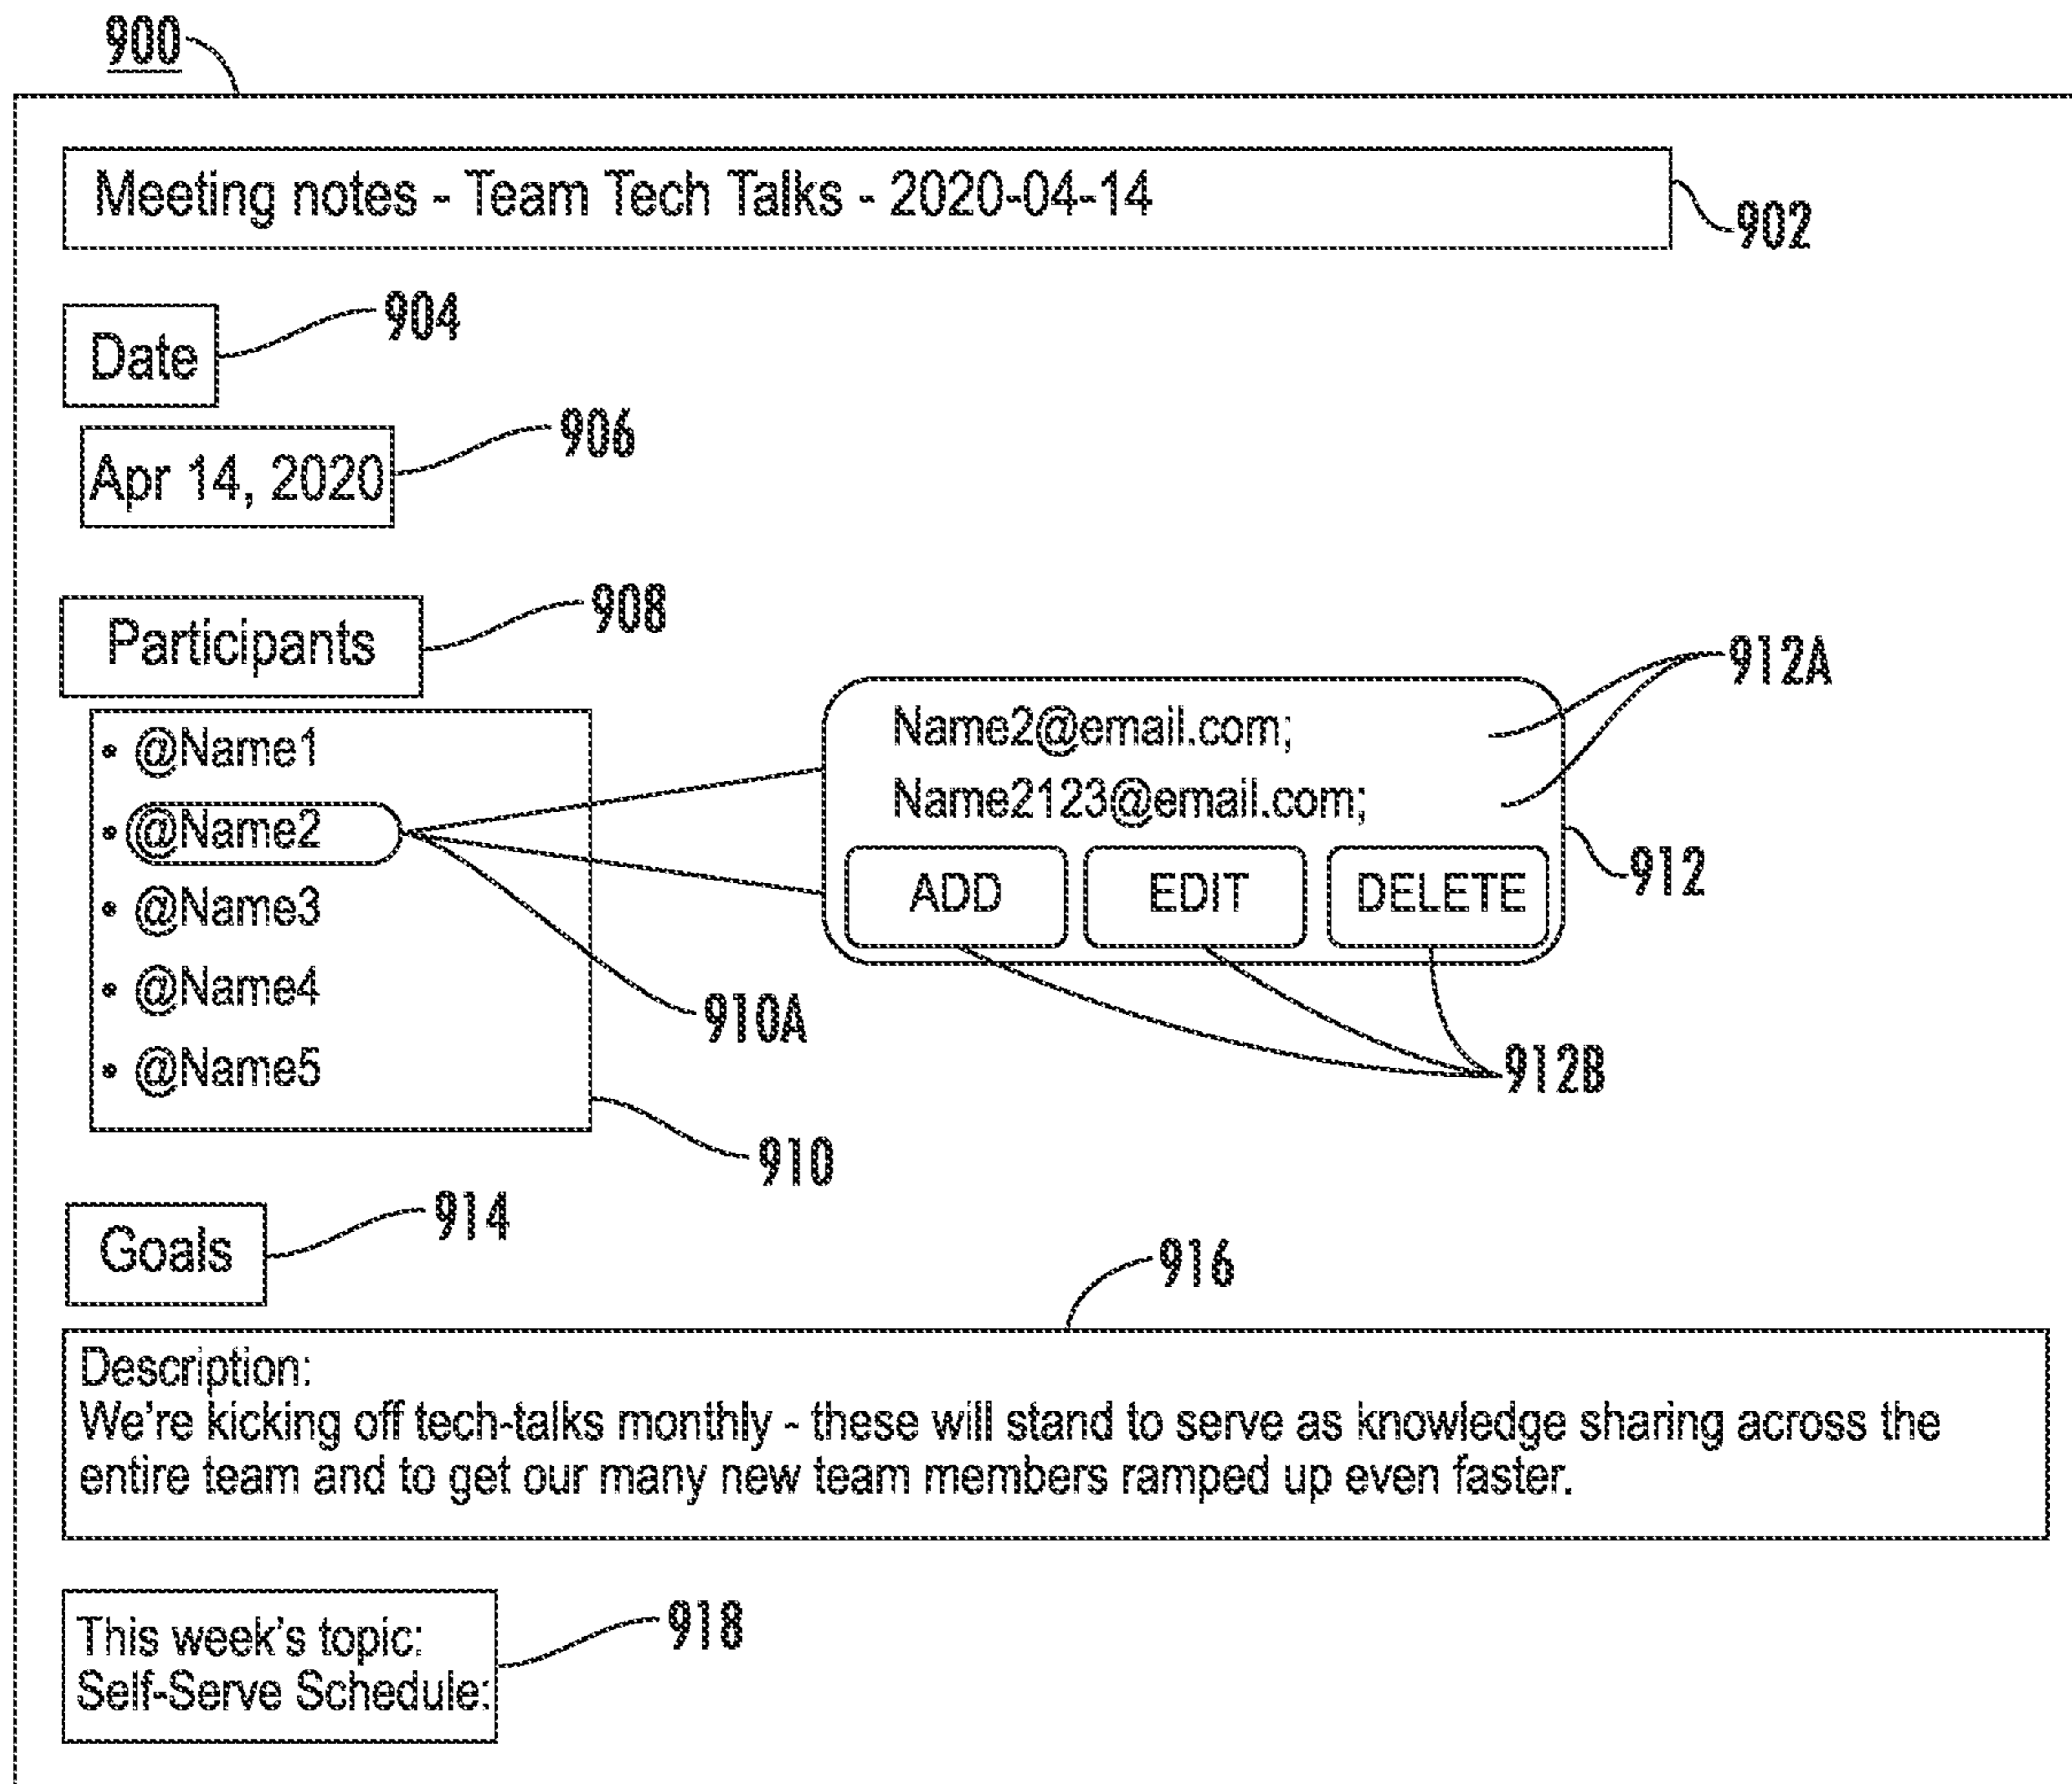 900
Meeting notes - Team Tech Talks - 2020-04-14
902
Date
904
Apr 14, 2020
906
Participants
908
• @Name1
• @Name2
• @Name3
• @Name4
• @Name5
910A
910
Name2@email.com;
Name2123@email.com;
ADD EDIT DELETE
912A
912
912B
Goals
914
916
Description:
We're kicking off tech-talks monthly - these will stand to serve as knowledge sharing across the
entire team and to get our many new team members ramped up even faster.
This week's topic:
Self-Serve Schedule:
918